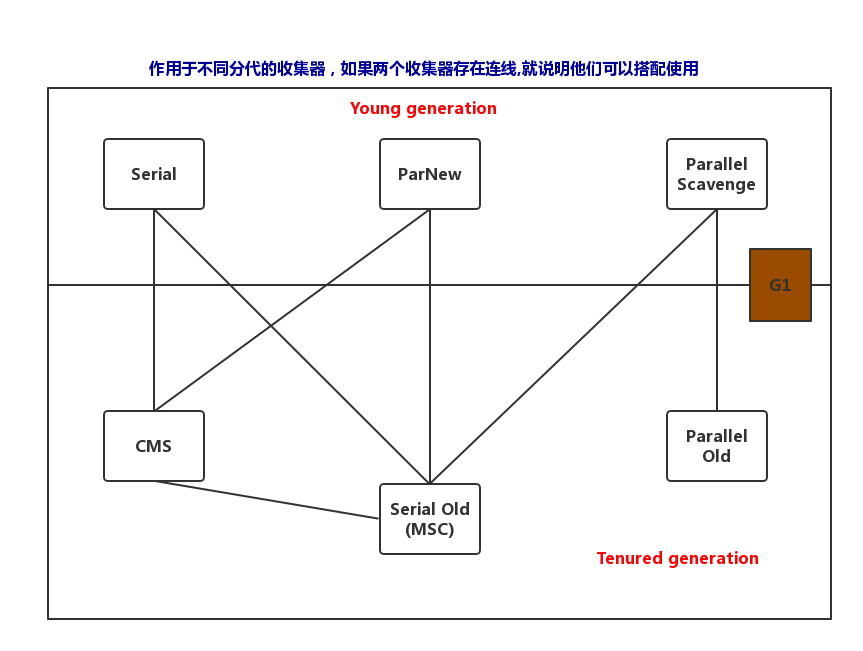 作用于不同分代的收集器，如果两个收集器存在连线,就说明他们可以搭配使用
Young generation
Serial
ParNew
Parallel
Scavenge
G1
CMS
Parallel
Old
Serial Old
(MSC)
Tenured generation